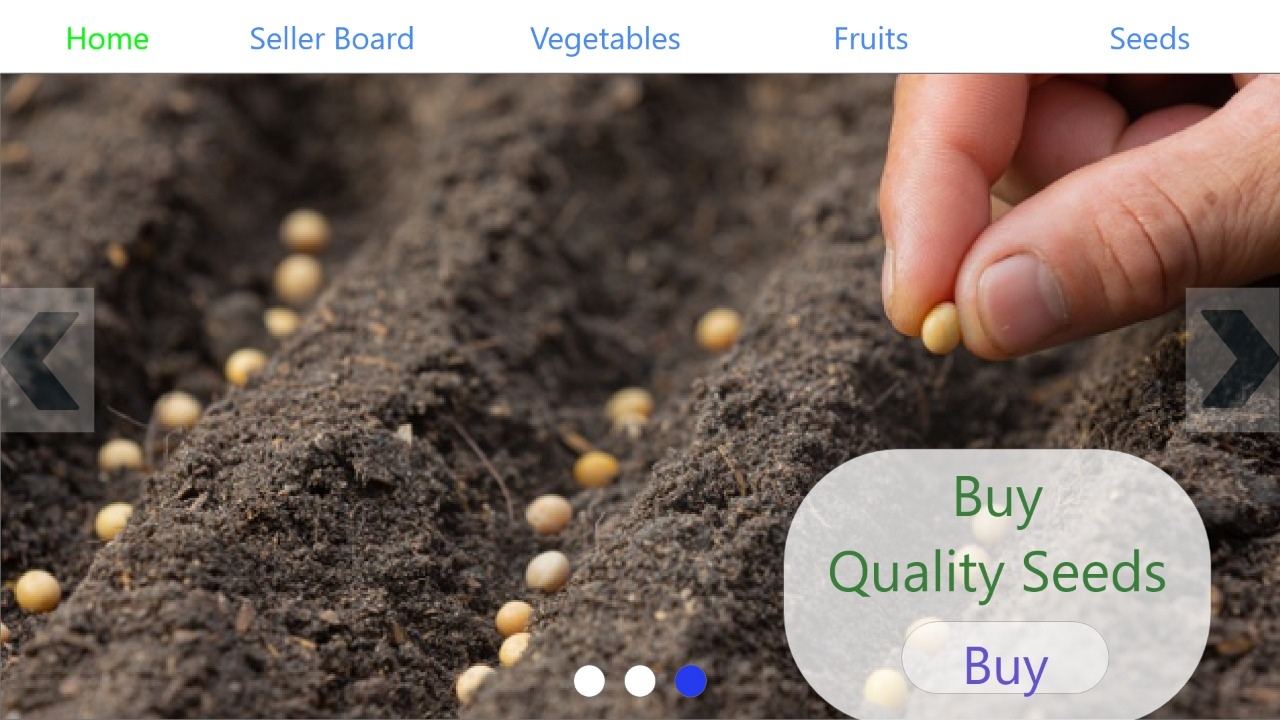 Home Seller Board Vegetables Fruits Seeds
Buy
Quality Seeds
Buy